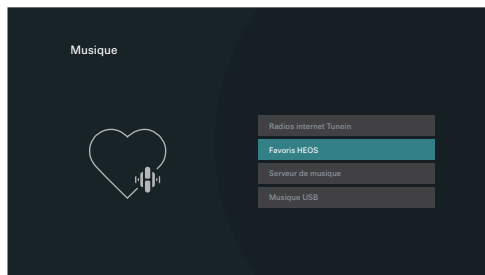 Musique
Radios internet Tunein
Favoris HEOS
Serveur de musique
Musique USB